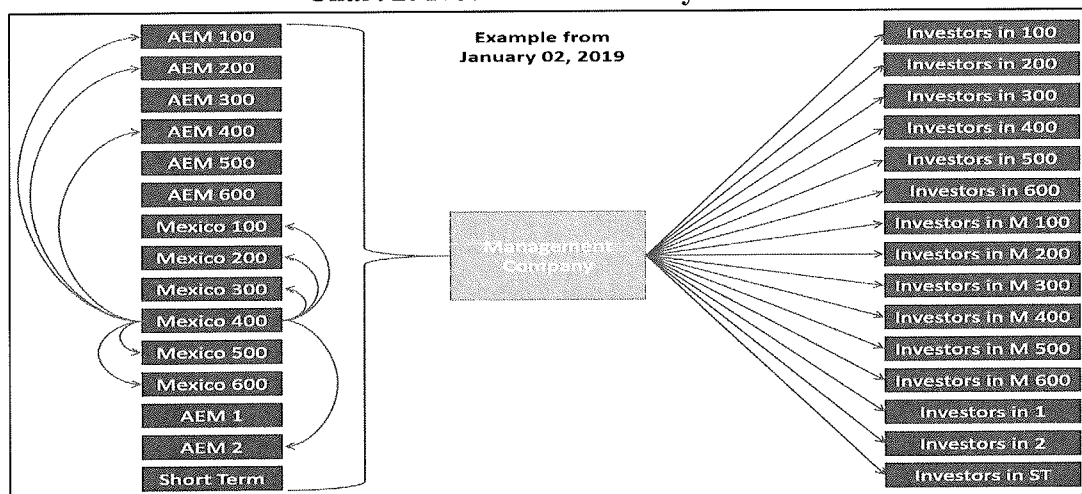 Example from
January 02, 2019
AEM 100
AEM 200
AEM 300
AEM 400
AEM 500
AEM 600
Mexico 100
Mexico 200
Mexico 300
Mexico 400
Mexico 500
Mexico 600
AEM 1
AEM 2
Short Term
Management
Company
Investors in 100
Investors in 200
Investors in 300
Investors in 400
Investors in 500
Investors in 600
Investors in M 100
Investors in M 200
Investors in M 300
Investors in M 400
Investors in M 500
Investors in M 600
Investors in 1
Investors in 2
Investors in ST